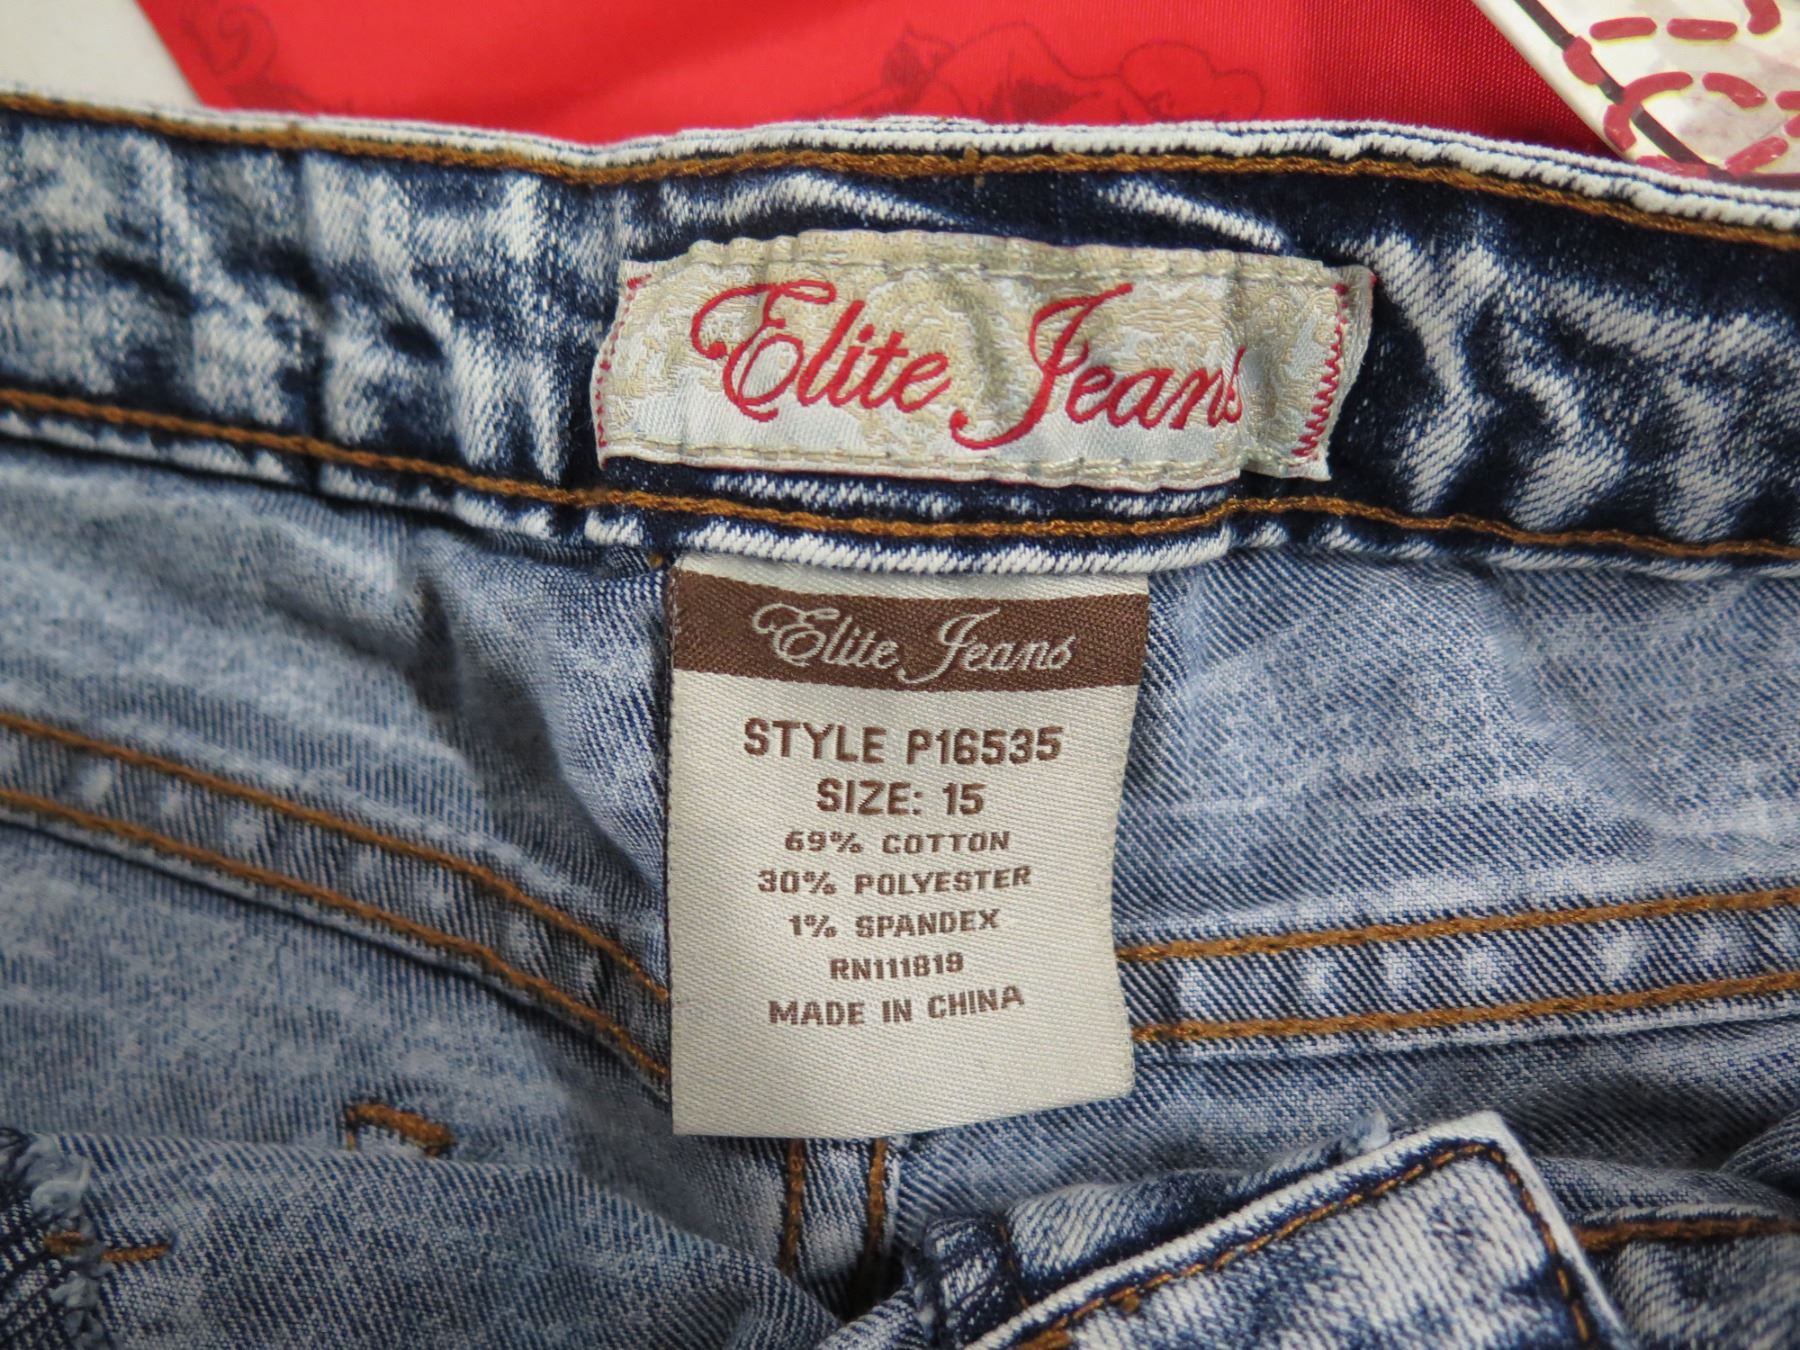 Elite Jeans
Elite Jeans
STYLE P16535
SIZE: 15
69% COTTON
30% POLYESTER
1% SPANDEX
RN111819
MADE IN CHINA